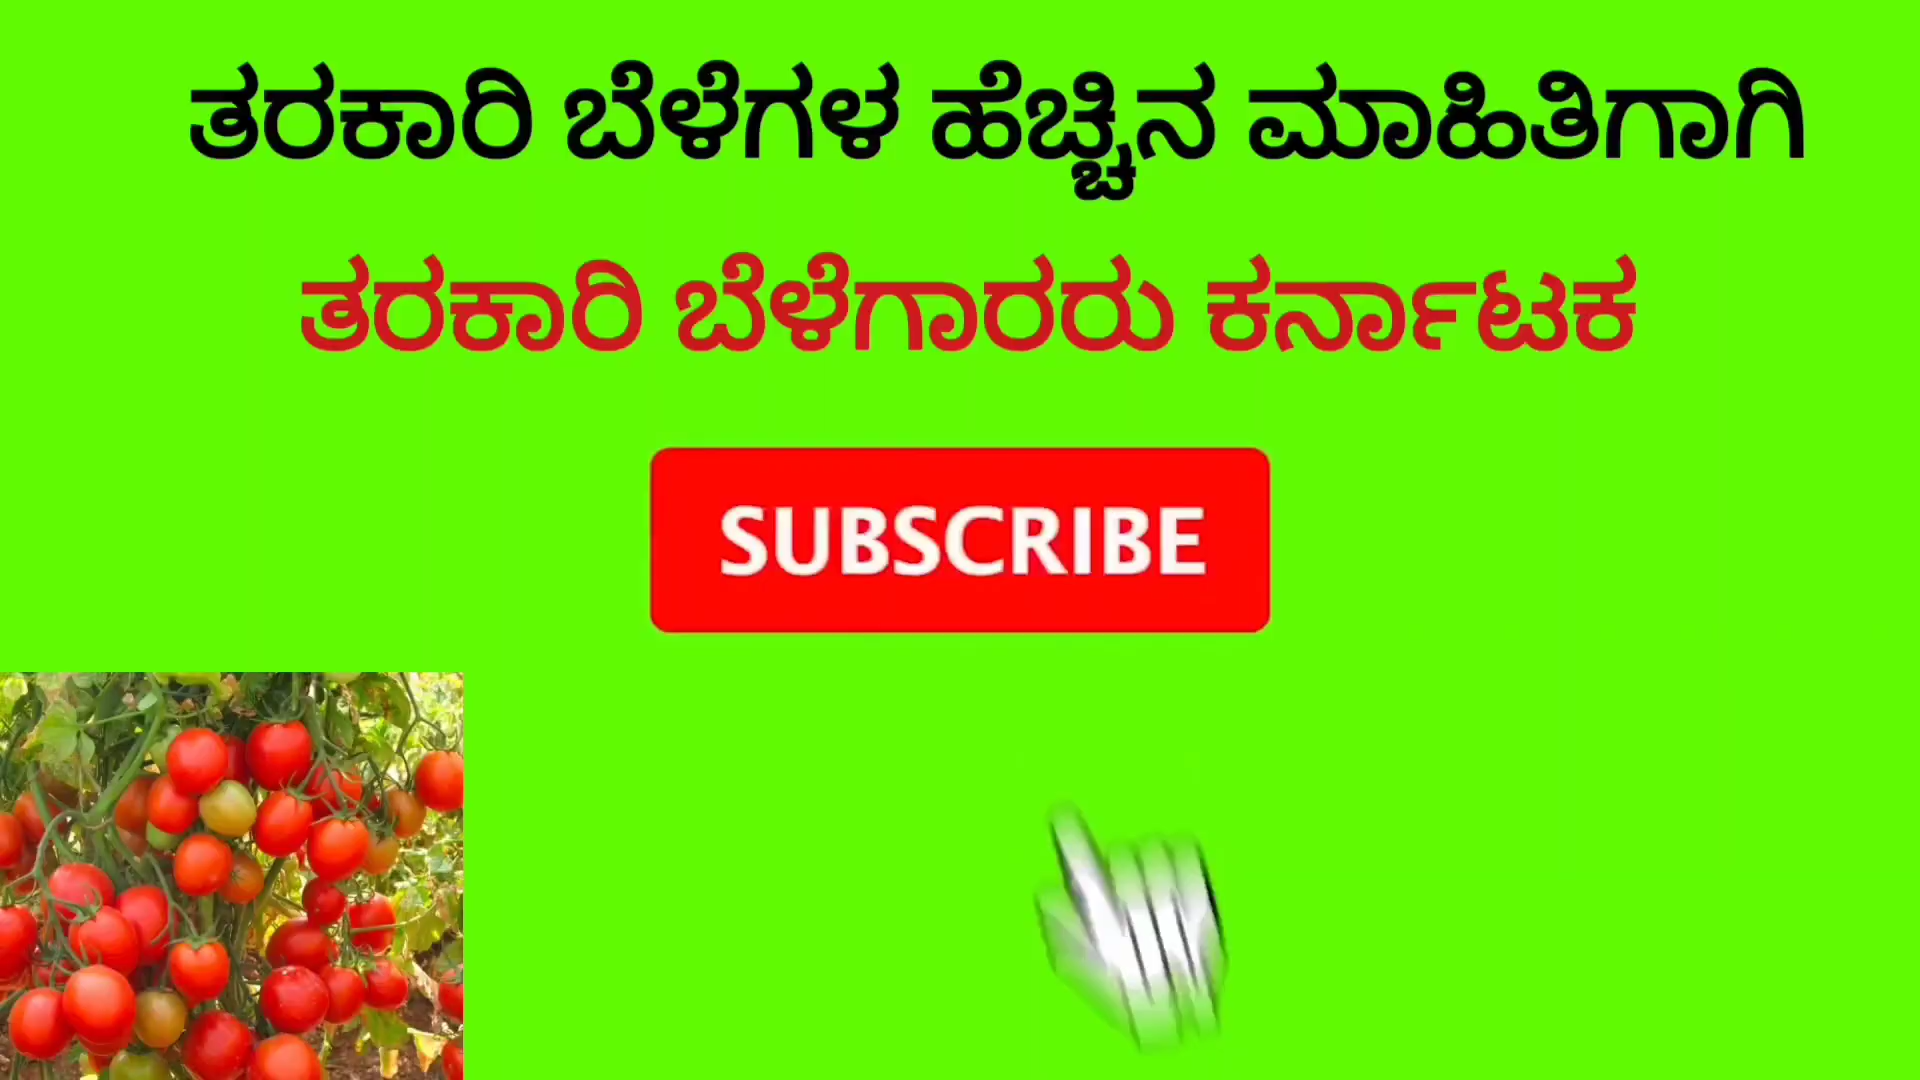 ತರಕಾರಿ ಬೆಳೆಗಳ ಹೆಚ್ಚಿನ ಮಾಹಿತಿಗಾಗಿ
ತರಕಾರಿ ಬೆಳೆಗಾರರು ಕರ್ನಾಟಕ
SUBSCRIBE